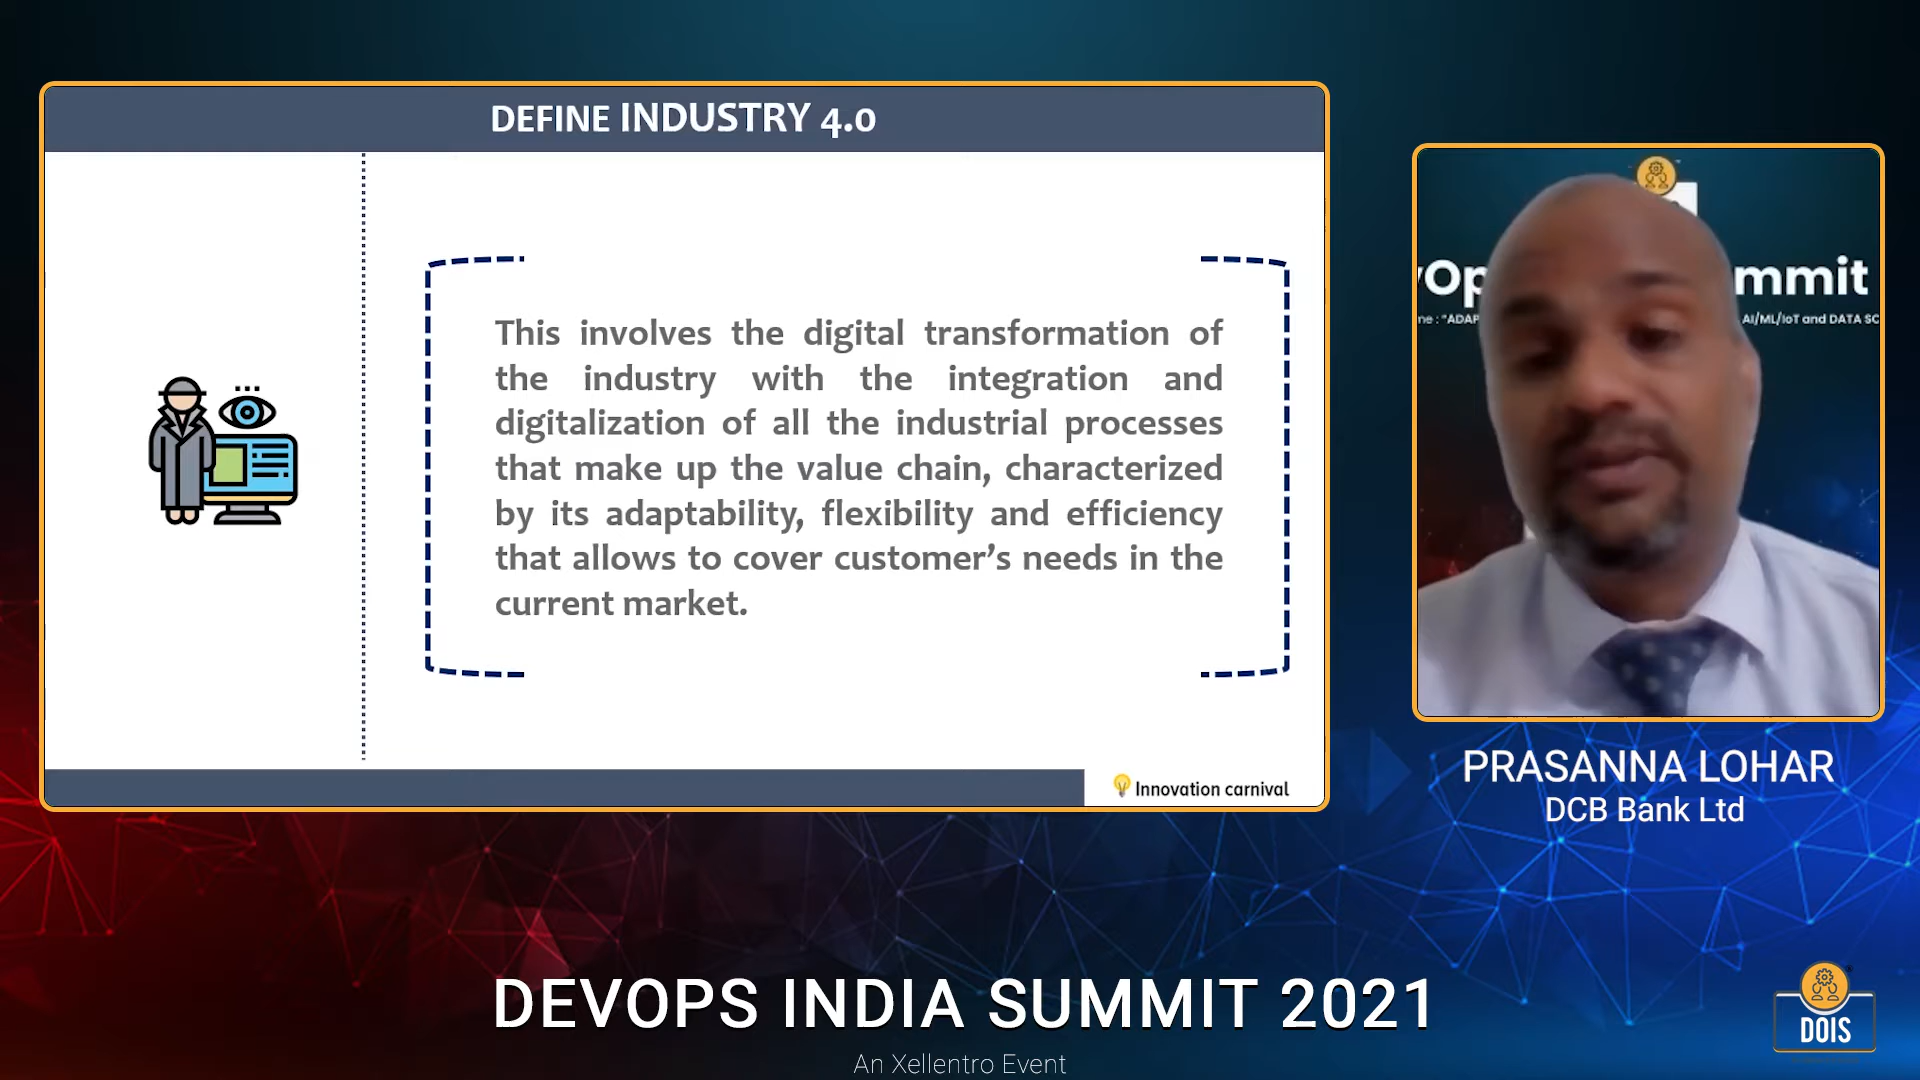 DEFINE INDUSTRY 4.0
This involves the digital transformation of
the industry with the integration and
digitalization of all the industrial processes
that make up the value chain, characterized
by its adaptability, flexibility and efficiency
that allows to cover customer’s needs in the
current market.
Innovation carnival
mmit
AI/ML/IoT and DATA SC
PRASANNA LOHAR
DCB Bank Ltd
DEVOPS INDIA SUMMIT 2021
An Xellentro Event
DOIS